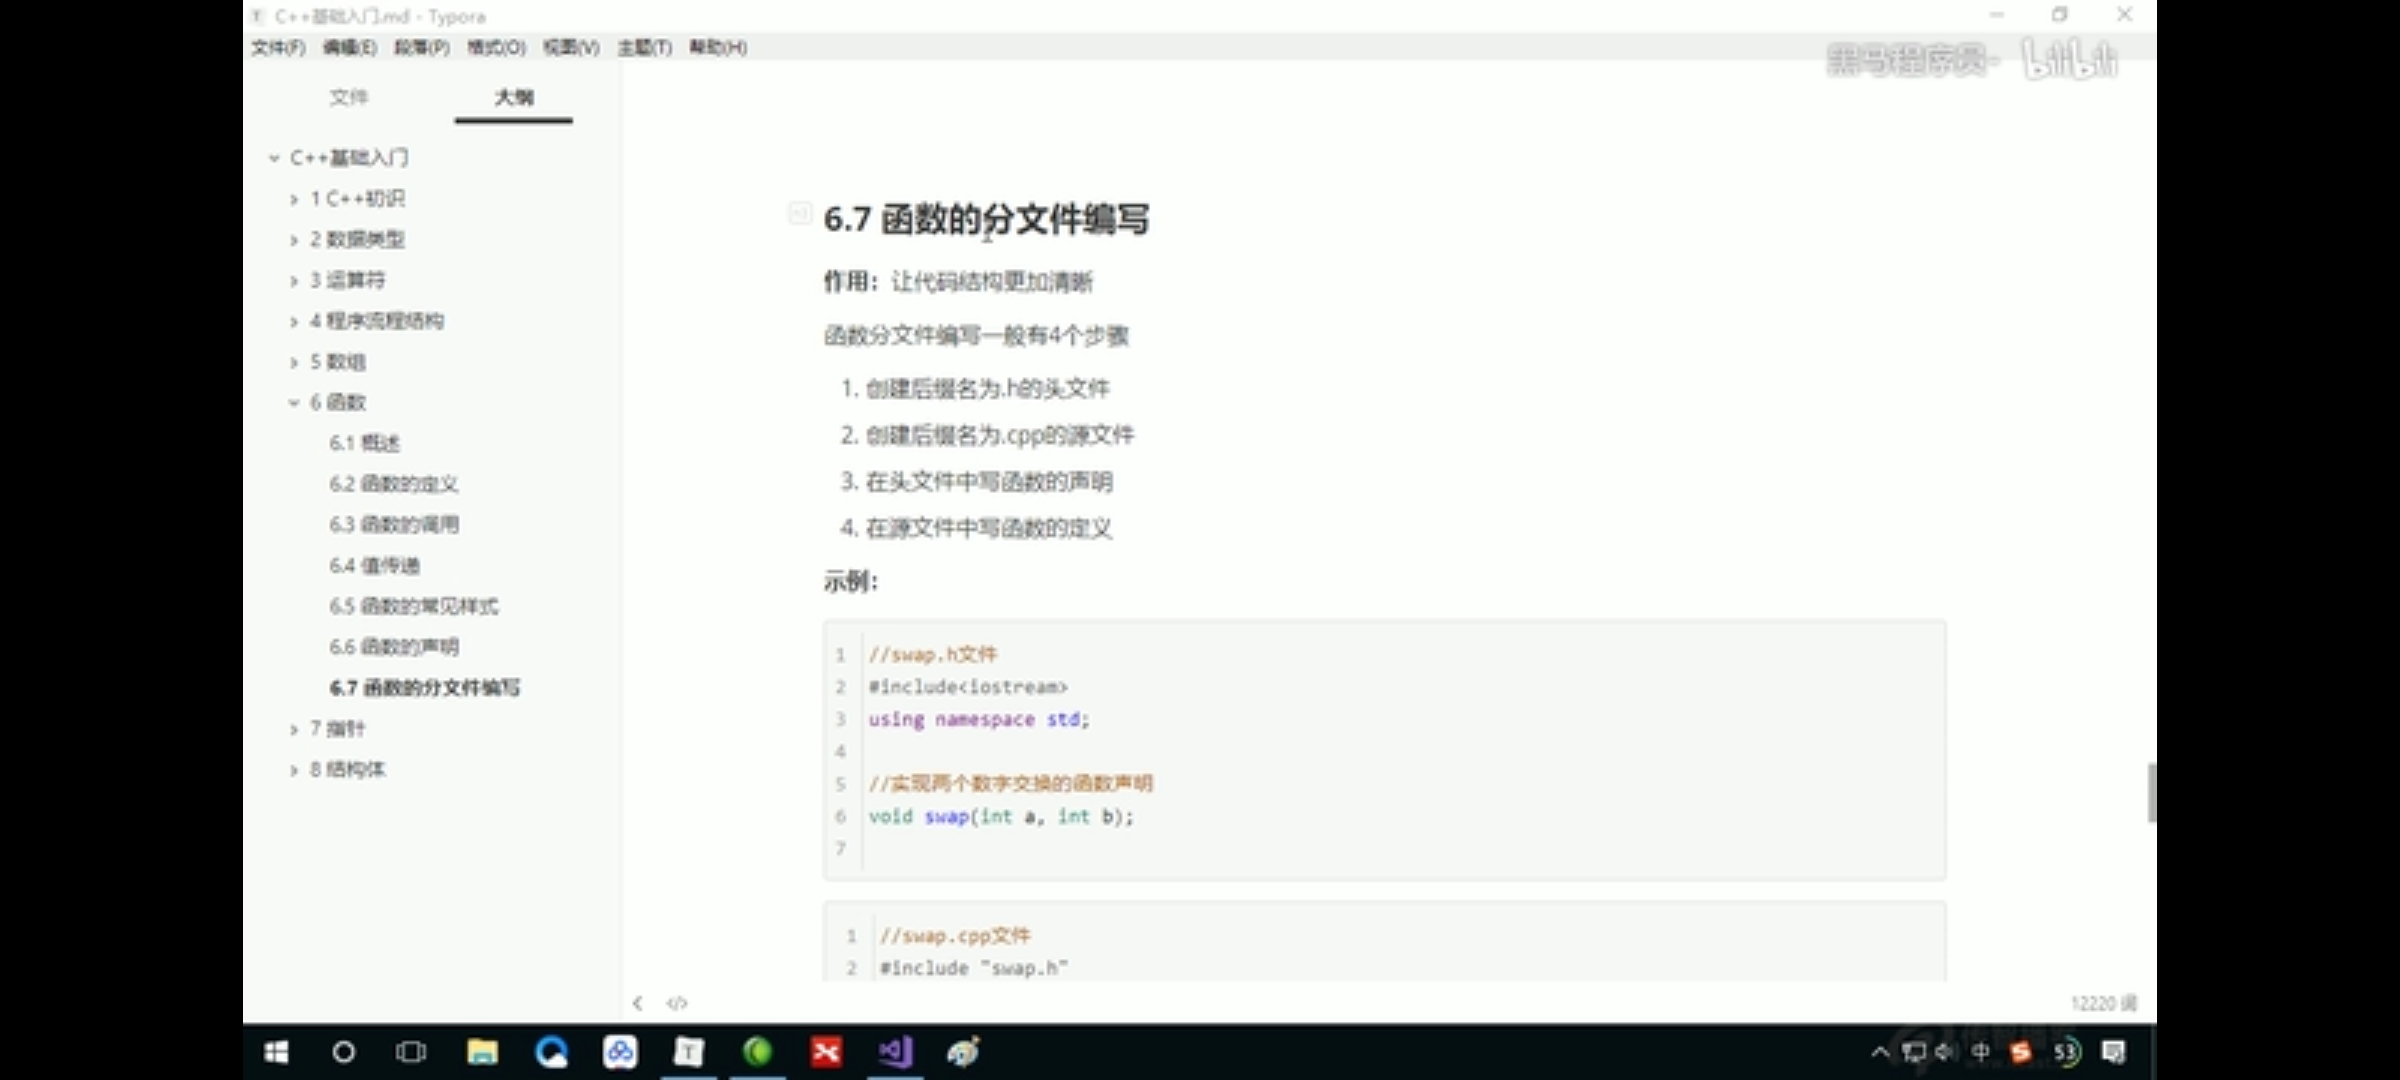 C++基础入门.md - Typora
文件(F) 编辑(E) 段落(P) 格式(O) 视图(V) 主题(T) 帮助(H)
黑马程序员- bilibili
文件 大纲
C++基础入门
1 C++初识
2 数据类型
3 运算符
4 程序流程结构
5 数组
6 函数
6.1 概述
6.2 函数的定义
6.3 函数的调用
6.4 值传递
6.5 函数的常见样式
6.6 函数的声明
6.7 函数的分文件编写
7 指针
8 结构体
6.7 函数的分文件编写
作用：让代码结构更加清晰
函数分文件编写一般有4个步骤
1. 创建后缀名为.h的头文件
2. 创建后缀名为.cpp的源文件
3. 在头文件中写函数的声明
4. 在源文件中写函数的定义
示例：
1 //swap.h文件
2 #include<iostream>
3 using namespace std;
4
5 //实现两个数字交换的函数声明
6 void swap(int a, int b);
7
1 //swap.cpp文件
2 #include "swap.h"
12220 词
中 53